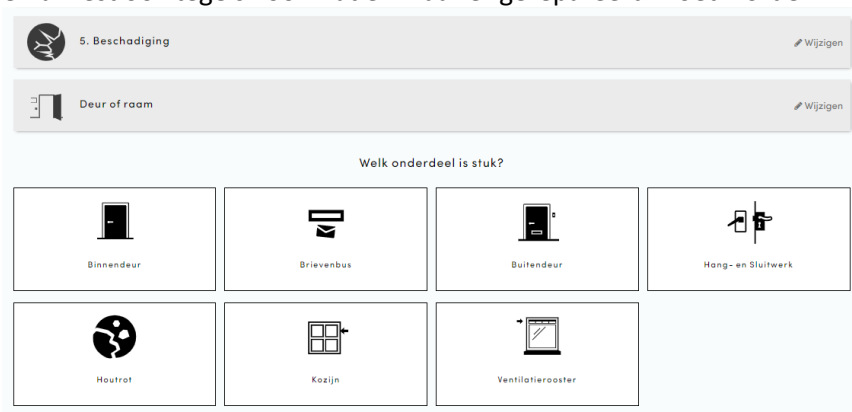 5. Beschadiging
Wijzigen
Deur of raam
Wijzigen
Welk onderdeel is stuk?
Binnendeur
Brievenbus
Buitendeur
Hang- en Sluitwerk
Houtrot
Kozijn
Ventilatierooster